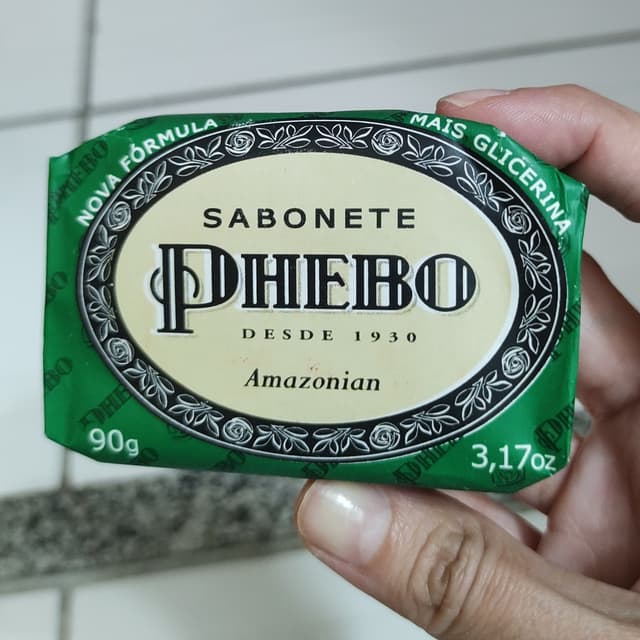 NOVA FÓRMULA
MAIS GLICERINA
SABONETE
PHEBO
DESDE 1930
Amazonian
90g
3,17oz